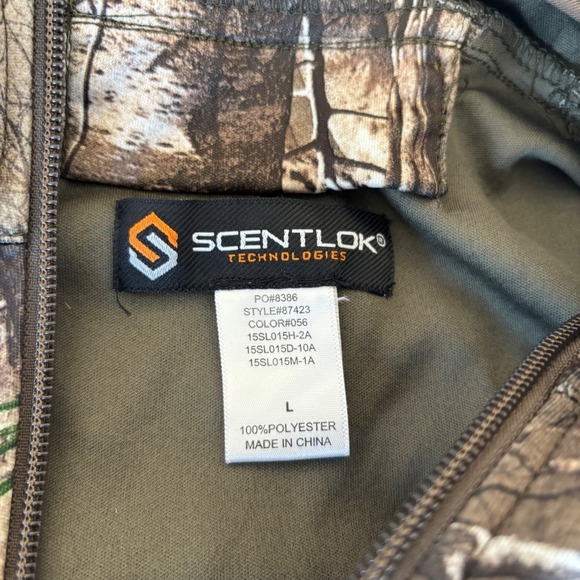 SCENTLOK®
TECHNOLOGIES
PO#8386
STYLE#87423
COLOR#056
15SL015H-2A
15SL015D-10A
15SL015M-1A
L
100%POLYESTER
MADE IN CHINA